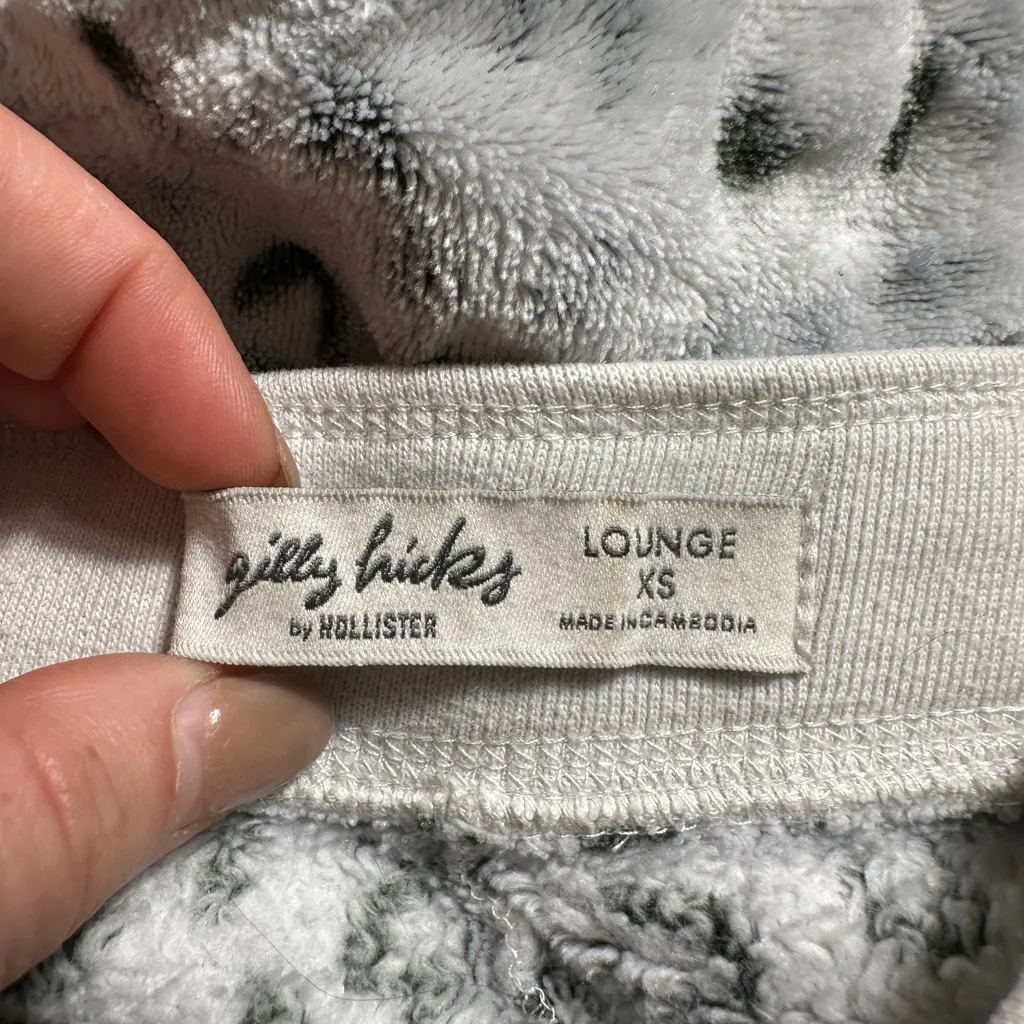 gilly hicks
by HOLLISTER
LOUNGE
XS
MADE IN CAMBODIA